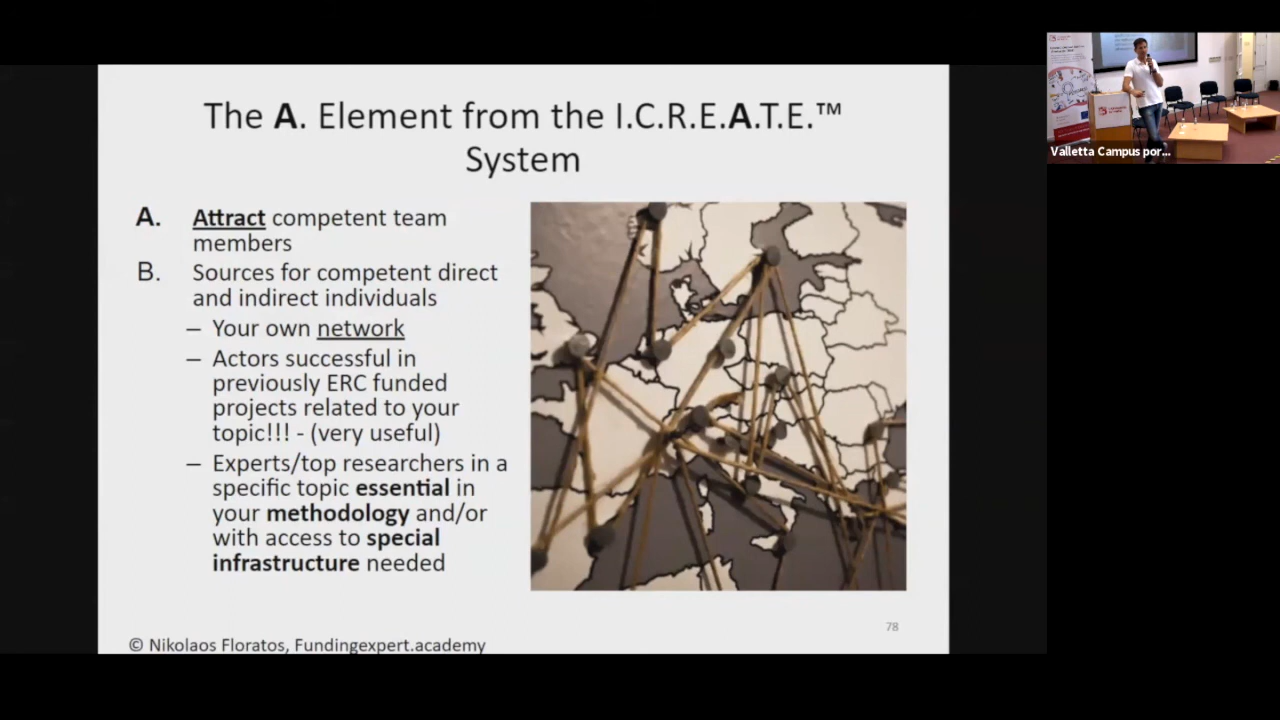 The A. Element from the I.C.R.E.A.T.E.™
System
A. Attract competent team
members
B. Sources for competent direct
and indirect individuals
– Your own network
– Actors successful in
previously ERC funded
projects related to your
topic!!! - (very useful)
– Experts/top researchers in a
specific topic essential in
your methodology and/or
with access to special
infrastructure needed
78
© Nikolaos Floratos, Fundingexpert.academy
Valletta Campus por...